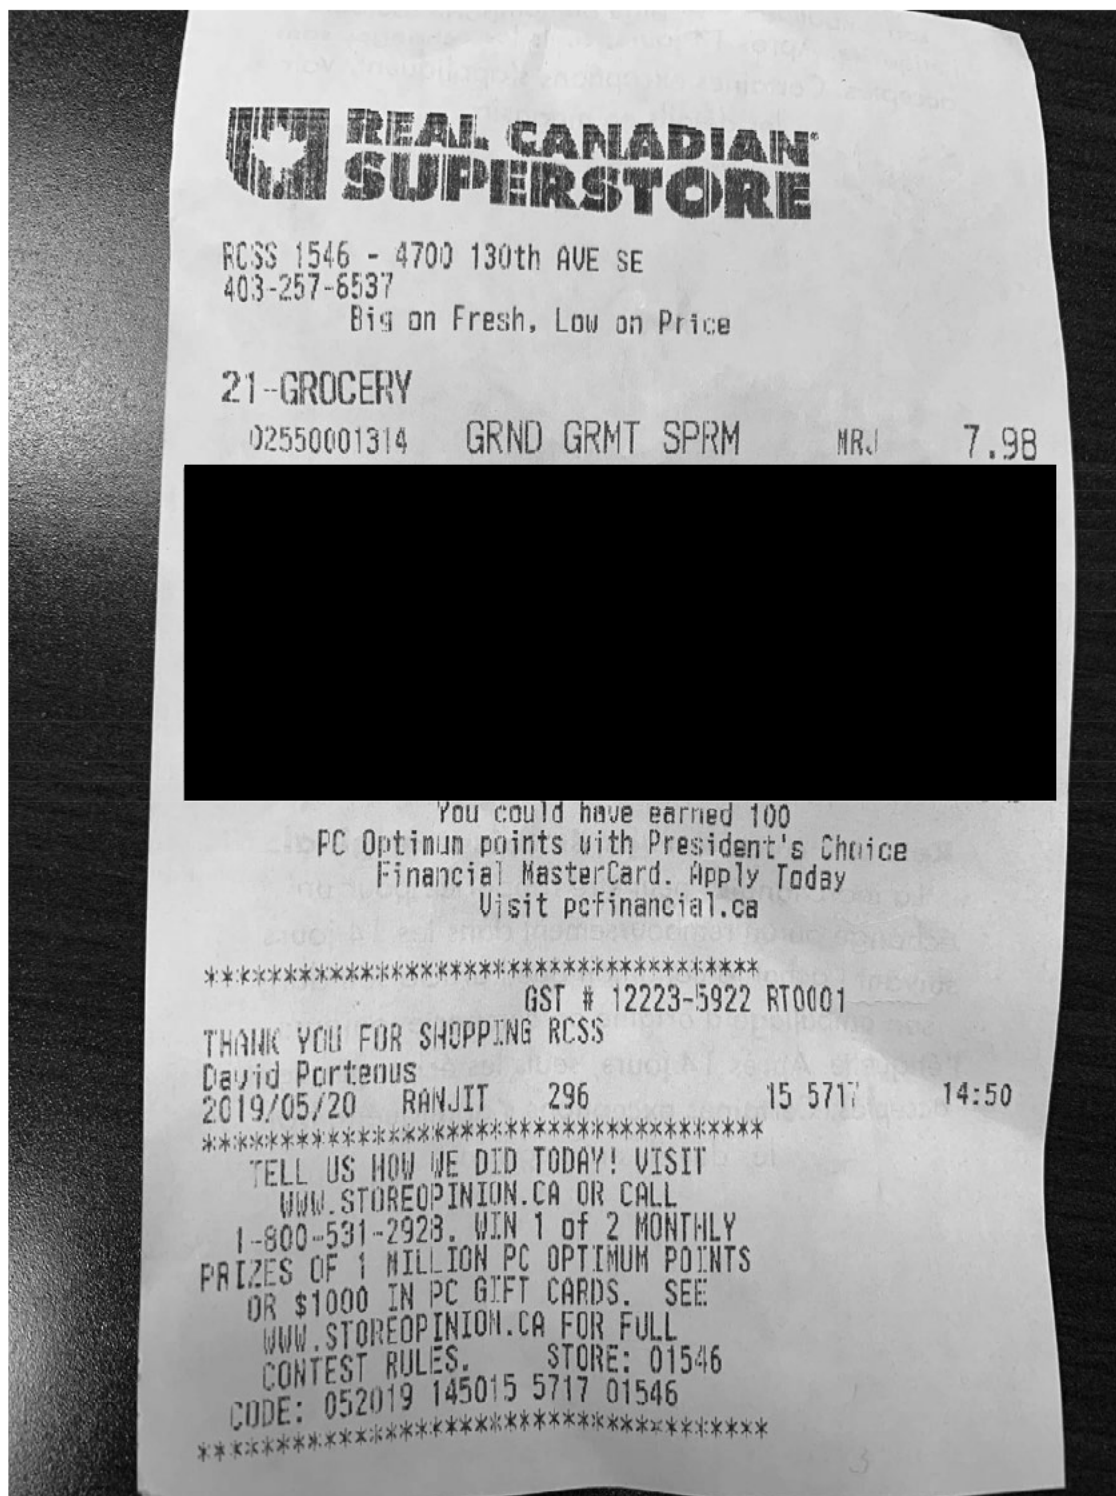 REAL CANADIAN
SUPERSTORE
RCSS 1546 - 4700 130th AVE SE
403-257-6537
Big on Fresh, Low on Price
21-GROCERY
02550001314 GRND GRMT SPRM MRJ 7.98
You could have earned 100
PC Optimum points with President's Choice
Financial MasterCard. Apply Today
Visit pcfinancial.ca
************************************
GST # 12223-5922 RT0001
THANK YOU FOR SHOPPING RCSS
David Porteous
2019/05/20 RANJIT 296 15 5717 14:50
************************************
TELL US HOW WE DID TODAY! VISIT
WWW.STOREOPINION.CA OR CALL
1-800-531-2928. WIN 1 of 2 MONTHLY
PRIZES OF 1 MILLION PC OPTIMUM POINTS
OR $1000 IN PC GIFT CARDS. SEE
WWW.STOREOPINION.CA FOR FULL
CONTEST RULES. STORE: 01546
CODE: 052019 145015 5717 01546
************************************